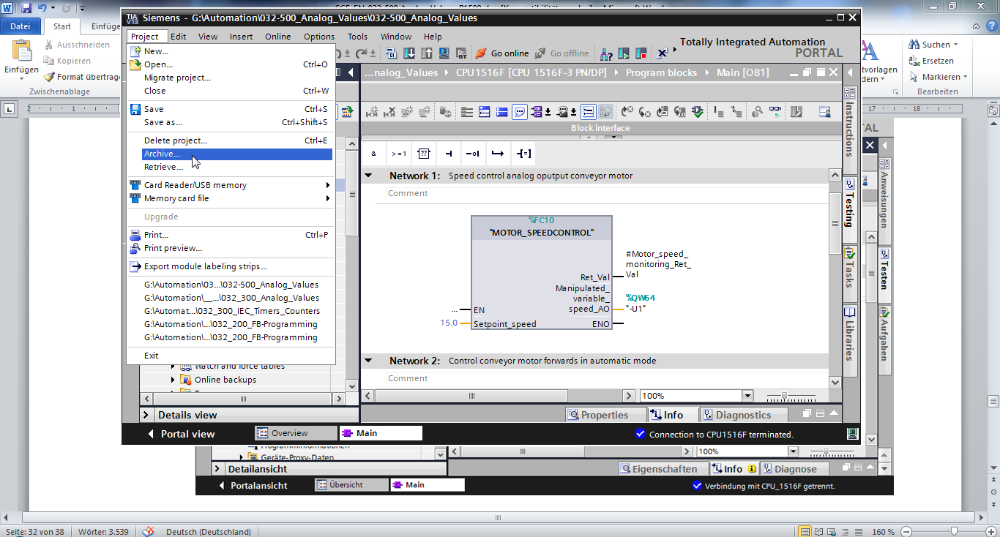 TIA
V13
Siemens - G:\Automation\032-500_Analog_Values\032-500_Analog_Values
Datei
Start
Einfüge
Ausschneiden
Kopieren
Format übertrage
Einfügen
Zwischenablage
Project Edit View Insert Online Options Tools Window Help
Totally Integrated Automation
PORTAL
Go online
Go offline
Suchen
Ersetzen
Markieren
Bearbeiten
New...
Open... Ctrl+O
Migrate project...
Close Ctrl+W
Save Ctrl+S
Save as... Ctrl+Shift+S
Delete project... Ctrl+E
Archive...
Retrieve...
Card Reader/USB memory
Memory card file
Upgrade
Print... Ctrl+P
Print preview...
Export module labeling strips...
G:\Automation\03...\032-500_Analog_Values
G:\Automation\__...\032_300_Analog_Values
G:\Automat...\032_300_IEC_Timers_Counters
G:\Automation\...\032_200_FB-Programming
G:\Automation\...\032_200_FB-Programming
Exit
...nalog_Values CPU1516F [CPU 1516F-3 PN/DP] Program blocks Main [OB1]
Block interface
& >=1 [??]
Network 1: Speed control analog oputput conveyor motor
Comment
%FC10
"MOTOR_SPEEDCONTROL"
#Motor_speed_
monitoring_Ret_
Val
Ret_Val
Manipulated_
variable_
speed_AO
%QW64
"-U1"
... EN
15.0 Setpoint_speed
ENO
Network 2: Control conveyor motor forwards in automatic mode
Comment
100%
Instructions
Testing
Tasks
Libraries
Anweisungen
Testen
Aufgaben
Watch and force tables
Online backups
Details view
Properties Info Diagnostics
Portal view
Overview
Main
Connection to CPU1516F terminated.
Programminformationen
Geräte-Proxy-Daten
100%
Detailansicht
Eigenschaften Info Diagnose
Portalansicht
Übersicht
Main
Verbindung mit CPU_1516F getrennt.
Seite: 32 von 38
Wörter: 3.539
Deutsch (Deutschland)
160 %